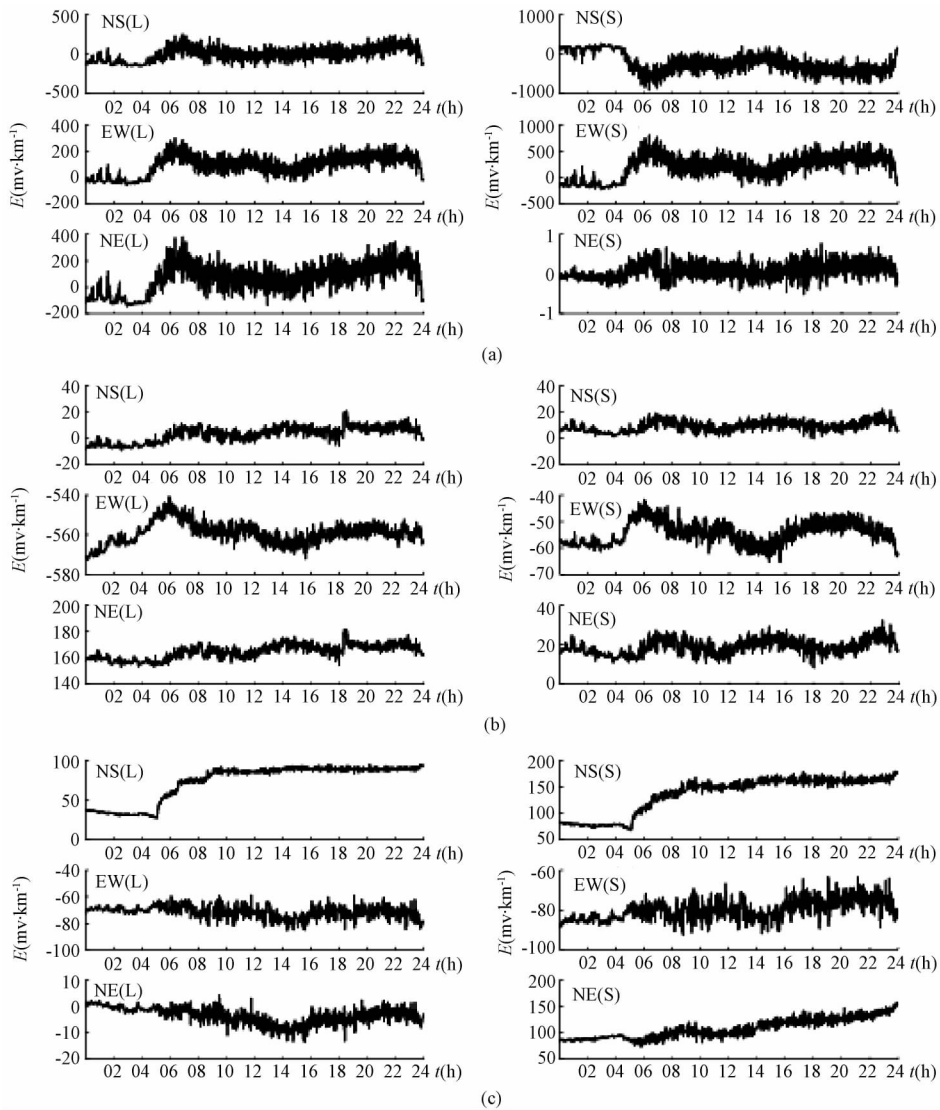 NS(L)
500
0
-500
02 04 06 08 10 12 14 16 18 20 22 24
NS(S)
1000
0
-1000
02 04 06 08 10 12 14 16 18 20 22 24
t(h)
E(mv·km⁻¹)
EW(L)
400
200
0
-200
02 04 06 08 10 12 14 16 18 20 22 24 t(h)
E(mv·km⁻¹)
EW(S)
1000
500
0
-500
02 04 06 08 10 12 14 16 18 20 22 24 t(h)
NE(L)
400
200
0
-200
02 04 06 08 10 12 14 16 18 20 22 24 t(h)
NE(S)
1
0
-1
02 04 06 08 10 12 14 16 18 20 22 24 t(h)
(a)
NS(L)
40
20
0
-20
02 04 06 08 10 12 14 16 18 20 22 24 t(h)
NS(S)
40
20
0
-20
02 04 06 08 10 12 14 16 18 20 22 24 t(h)
E(mv·km⁻¹)
EW(L)
-540
-560
-580
02 04 06 08 10 12 14 16 18 20 22 24 t(h)
E(mv·km⁻¹)
EW(S)
-40
-50
-60
-70
02 04 06 08 10 12 14 16 18 20 22 24 t(h)
NE(L)
200
180
160
140
02 04 06 08 10 12 14 16 18 20 22 24 t(h)
NE(S)
40
20
0
02 04 06 08 10 12 14 16 18 20 22 24
t(h)
(b)
NS(L)
100
50
0
02 04 06 08 10 12 14 16 18 20 22 24 t(h)
NS(S)
200
150
100
50
02 04 06 08 10 12 14 16 18 20 22 24 t(h)
E(mv·km⁻¹)
EW(L)
-40
-60
-80
-100
02 04 06 08 10 12 14 16 18 20 22 24 t(h)
E(mv·km⁻¹)
EW(S)
-60
-80
-100
02 04 06 08 10 12 14 16 18 20 22 24 t(h)
NE(L)
10
0
-10
-20
02 04 06 08 10 12 14 16 18 20 22 24 t(h)
NE(S)
200
150
100
50
02 04 06 08 10 12 14 16 18 20 22 24 t(h)
(c)